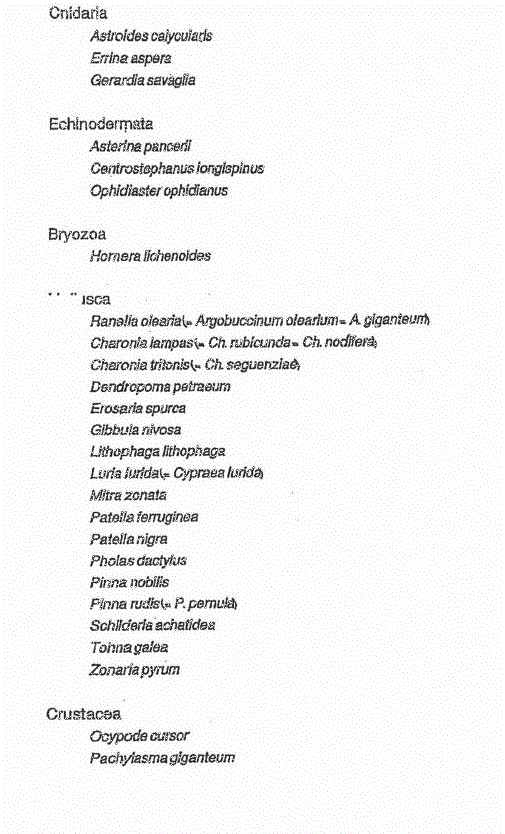 Cnidaria
Astroides calycularis
Errina aspera
Gerardia savaglia
Echinodermata
Asterina pancerii
Centrostephanus longispinus
Ophidiaster ophidianus
Bryozoa
Hornera lichenoides
usca
Ranella olearia (= Argobuccinum olearium = A. giganteum)
Charonia lampas (= Ch. rubicunda = Ch. nodifera)
Charonia tritonis (= Ch. seguenziae)
Dendropoma petraeum
Erosaria spurca
Gibbula nivosa
Lithophaga lithophaga
Luria lurida (= Cypraea lurida)
Mitra zonata
Patella ferruginea
Patella nigra
Pholas dactylus
Pinna nobilis
Pinna rudis (= P. pernula)
Schilderia achatidea
Tonna galea
Zonaria pyrum
Crustacea
Ocypode cursor
Pachylasma giganteum